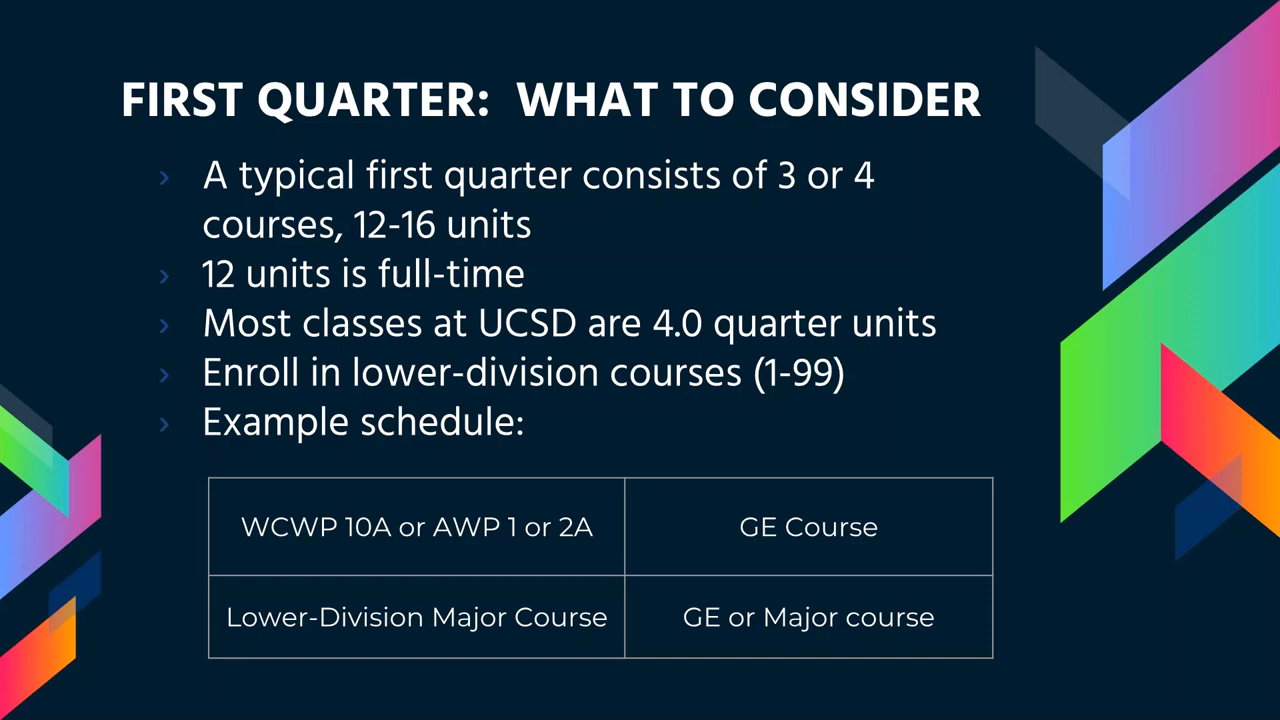 FIRST QUARTER: WHAT TO CONSIDER
› A typical first quarter consists of 3 or 4
courses, 12-16 units
› 12 units is full-time
› Most classes at UCSD are 4.0 quarter units
› Enroll in lower-division courses (1-99)
› Example schedule:
WCWP 10A or AWP 1 or 2A
GE Course
Lower-Division Major Course
GE or Major course